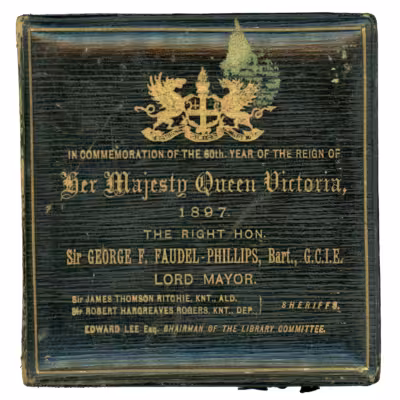 IN COMMEMORATION OF THE 60th. YEAR OF THE REIGN OF
Her Majesty Queen Victoria,
1897.
THE RIGHT HON.
Sir GEORGE F. FAUDEL-PHILLIPS, Bart., G.C.I.E.
LORD MAYOR.
Sir JAMES THOMSON RITCHIE, KNT., ALD.
Sir ROBERT HARGREAVES ROGERS, KNT., DEP.
SHERIFFS.
EDWARD LEE Esq. CHAIRMAN OF THE LIBRARY COMMITTEE.